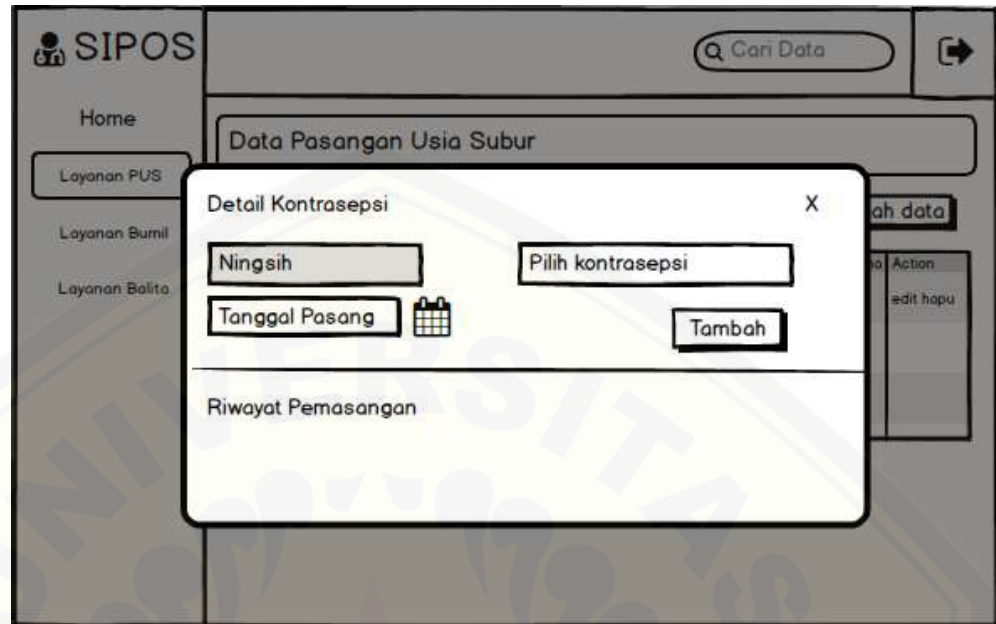 SIPOS
Cari Data
Home
Data Pasangan Usia Subur
Layanan PUS
Layanan Bumil
Layanan Balita
ah data
Action
edit hapu
Detail Kontrasepsi
X
Ningsih
Pilih kontrasepsi
Tanggal Pasang
Tambah
Riwayat Pemasangan
UNIVERSITAS